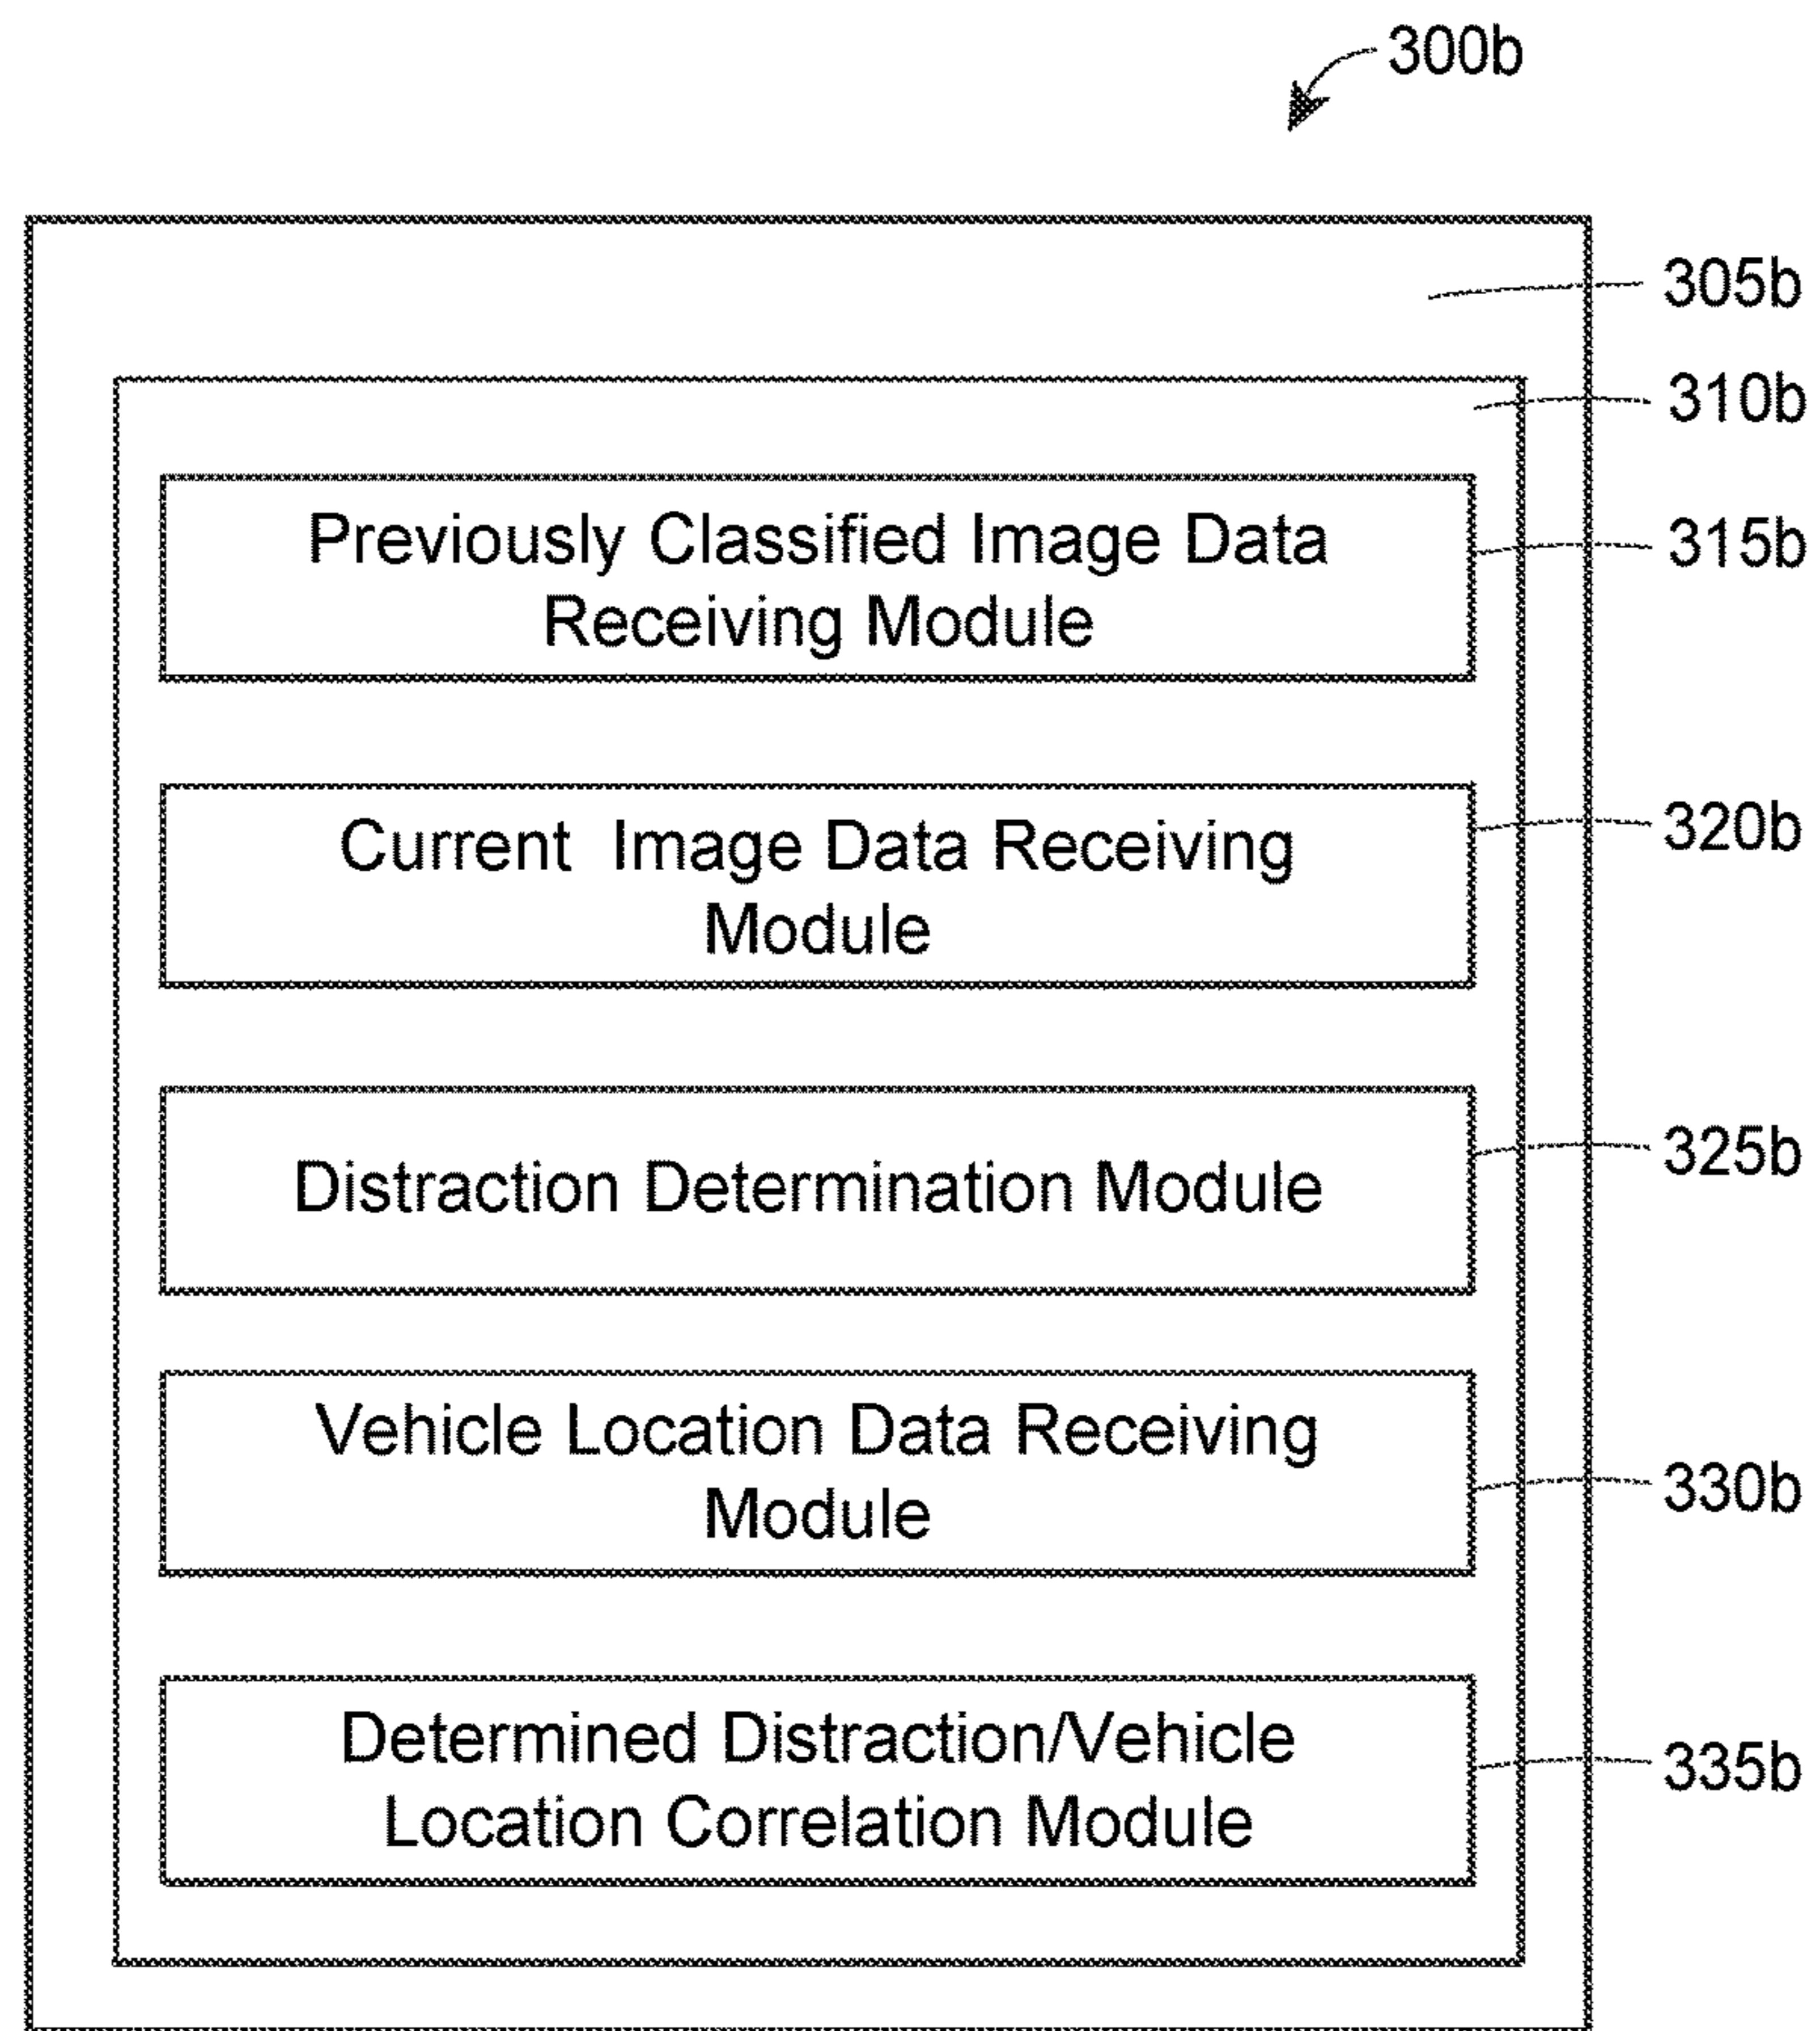 300b
305b
310b
Previously Classified Image Data
Receiving Module
315b
Current Image Data Receiving
Module
320b
Distraction Determination Module
325b
Vehicle Location Data Receiving
Module
330b
Determined Distraction/Vehicle
Location Correlation Module
335b